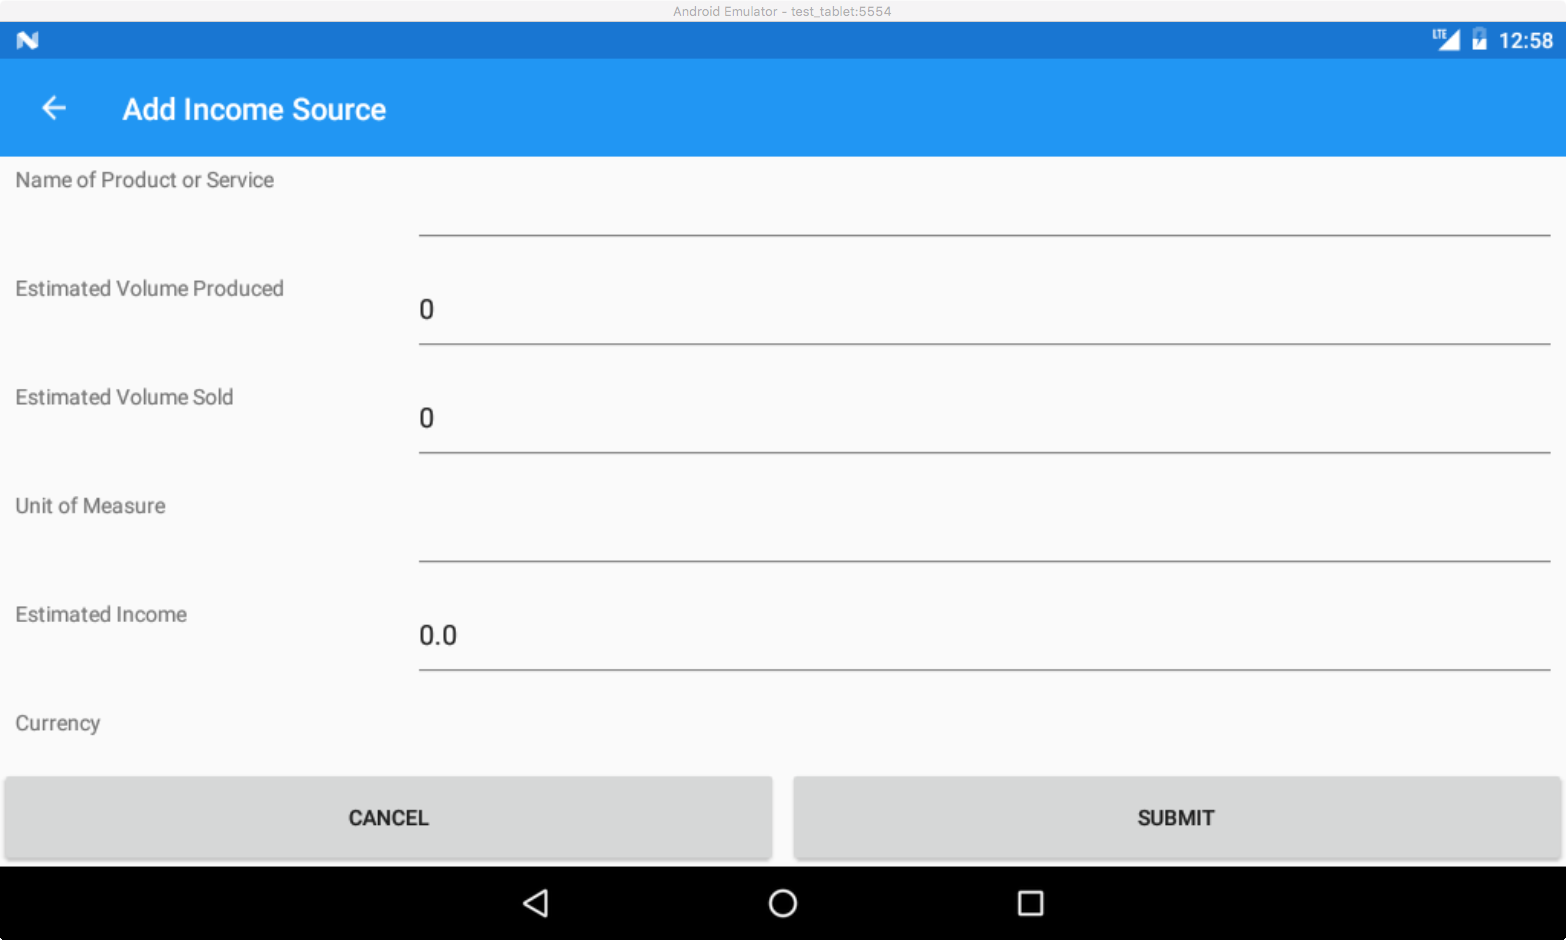 Android Emulator - test_tablet:5554
LTE 12:58
Add Income Source
Name of Product or Service
Estimated Volume Produced
0
Estimated Volume Sold
0
Unit of Measure
Estimated Income
0.0
Currency
CANCEL SUBMIT